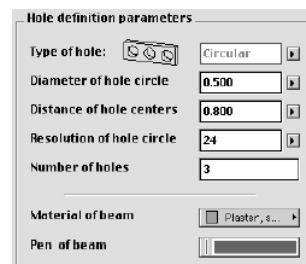 Hole definition parameters
Type of hole: Circular
Diameter of hole circle 0.500
Distance of hole centers 0.800
Resolution of hole circle 24
Number of holes 3
Material of beam Plaster, s...
Pen of beam